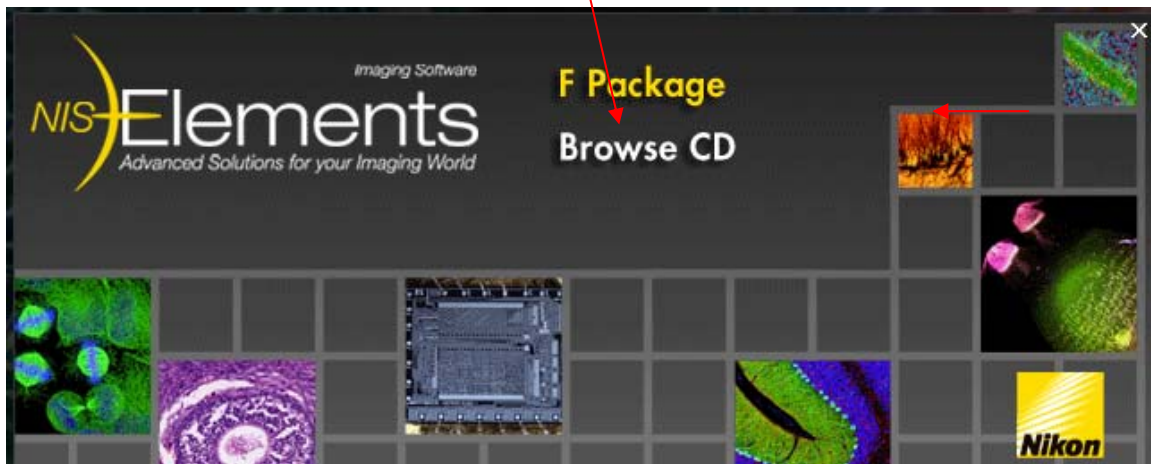 Imaging Software
NIS Elements
Advanced Solutions for your Imaging World
F Package
Browse CD
Nikon